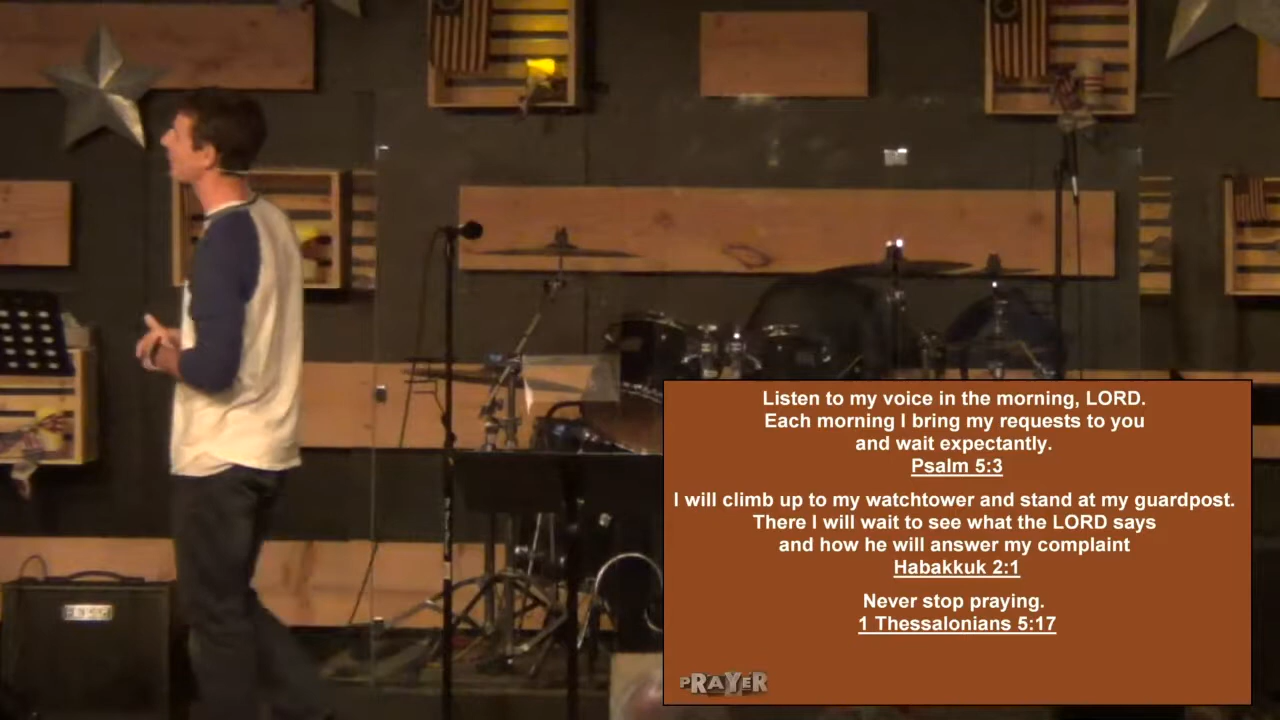 Listen to my voice in the morning, LORD.
Each morning I bring my requests to you
and wait expectantly.
Psalm 5:3
I will climb up to my watchtower and stand at my guardpost.
There I will wait to see what the LORD says
and how he will answer my complaint
Habakkuk 2:1
Never stop praying.
1 Thessalonians 5:17
PRAYER